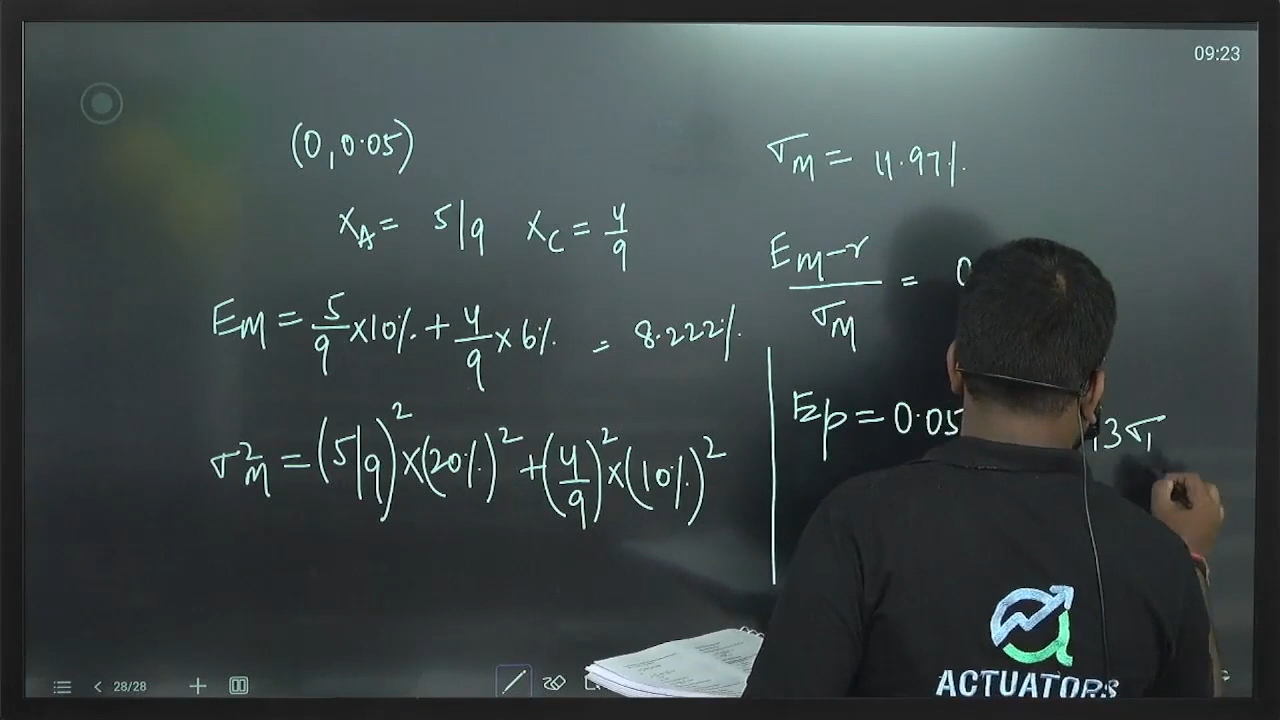 09:23
(0, 0.05)
x_A = 5/9 x_C = 4/9
E_M = 5/9 x 10% + 4/9 x 6% = 8.222%
σ²_M = (5/9)² x (20%)² + (4/9)² x (10%)²
σ_M = 11.97%
E_M - r / σ_M = 0
E_p = 0.05 13σ
28/28
ACTUATORS